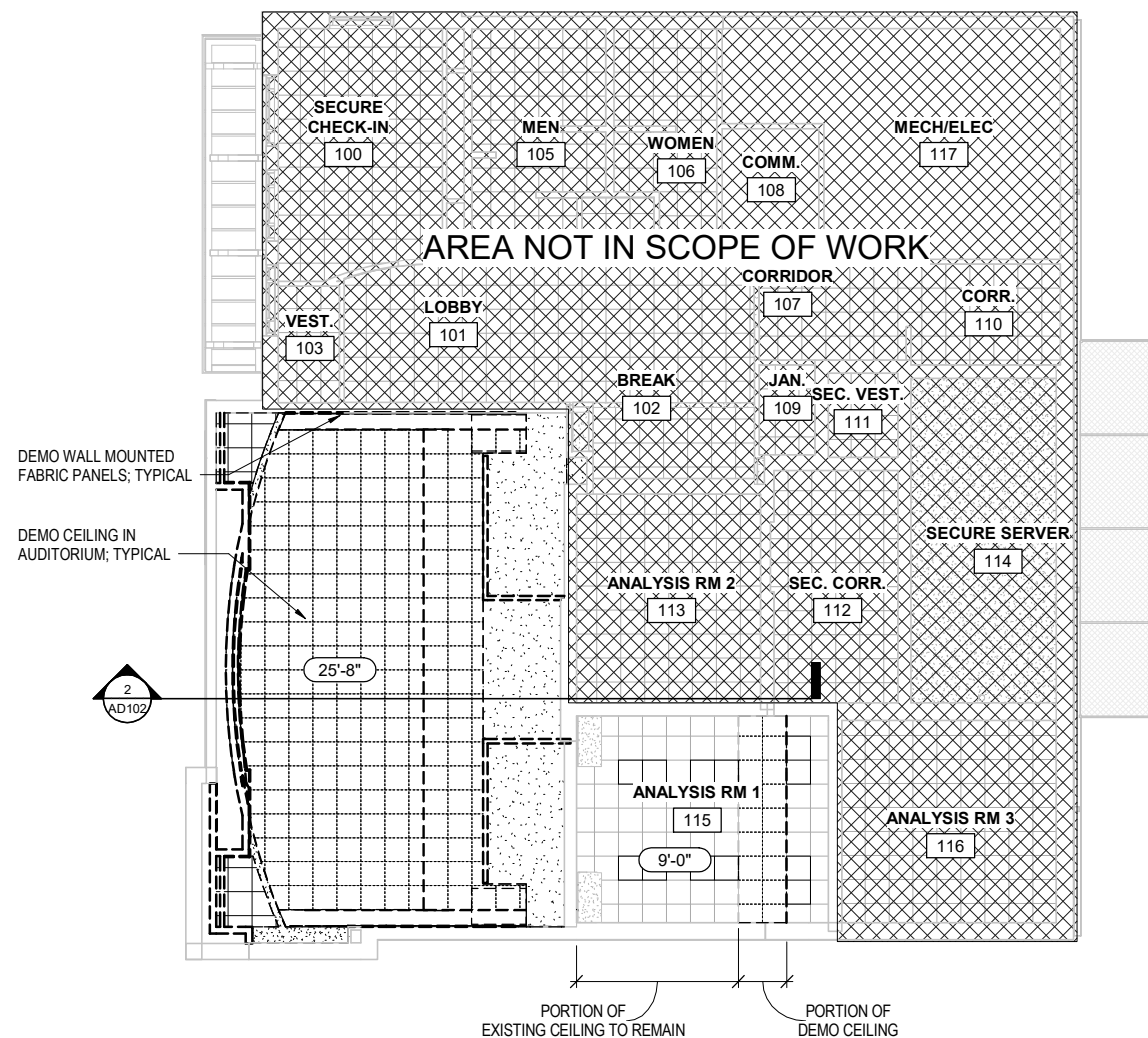 SECURE
CHECK-IN
100
MEN
105
WOMEN
106
COMM.
108
MECH/ELEC
117
AREA NOT IN SCOPE OF WORK
CORRIDOR
107
CORR.
110
LOBBY
101
VEST.
103
BREAK
102
JAN.
109
SEC. VEST.
111
DEMO WALL MOUNTED
FABRIC PANELS; TYPICAL
DEMO CEILING IN
AUDITORIUM; TYPICAL
SECURE SERVER
114
ANALYSIS RM 2
113
SEC. CORR.
112
25'-8"
2
AD102
ANALYSIS RM 1
115
9'-0"
ANALYSIS RM 3
116
PORTION OF
EXISTING CEILING TO REMAIN
PORTION OF
DEMO CEILING